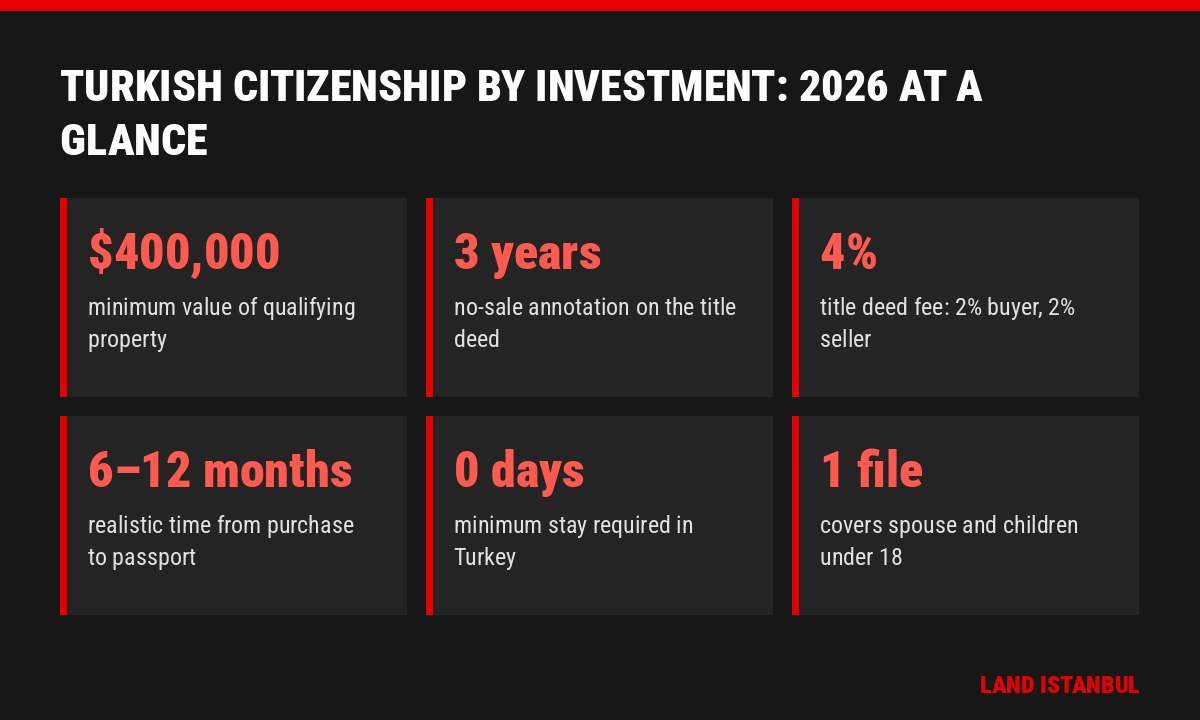 TURKISH CITIZENSHIP BY INVESTMENT: 2026 AT A
GLANCE
$400,000
minimum value of qualifying
property
3 years
no-sale annotation on the title
deed
4%
title deed fee: 2% buyer, 2%
seller
6–12 months
realistic time from purchase
to passport
0 days
minimum stay required in
Turkey
1 file
covers spouse and children
under 18
LAND ISTANBUL